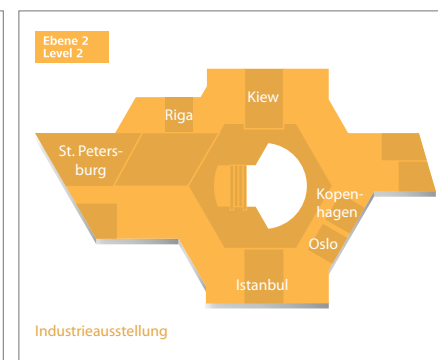 Ebene 2
Level 2
Kiew
Riga
St. Peters-
burg
Kopen-
hagen
Oslo
Istanbul
Industrieausstellung